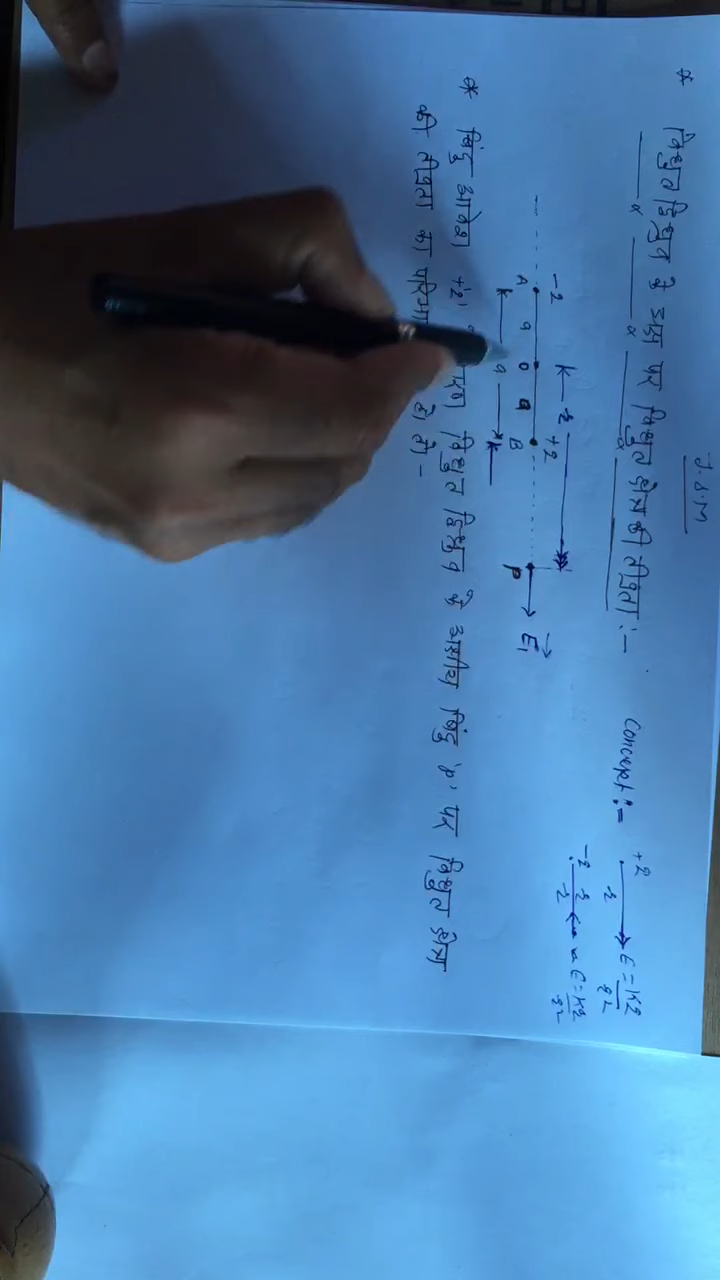 J.S.M
* विधुत द्विध्रुव के अक्ष पर विधुत क्षेत्र की तीव्रता :-
Concept :=
+q r E = kq/r2
-q r E = kq/r2
-q r +q
A a O a B P E1
a
* बिंदु आवेश +q विधुत द्विध्रुव के अक्षीय बिंदु 'P' पर विधुत क्षेत्र
की तीव्रता का है। तो -